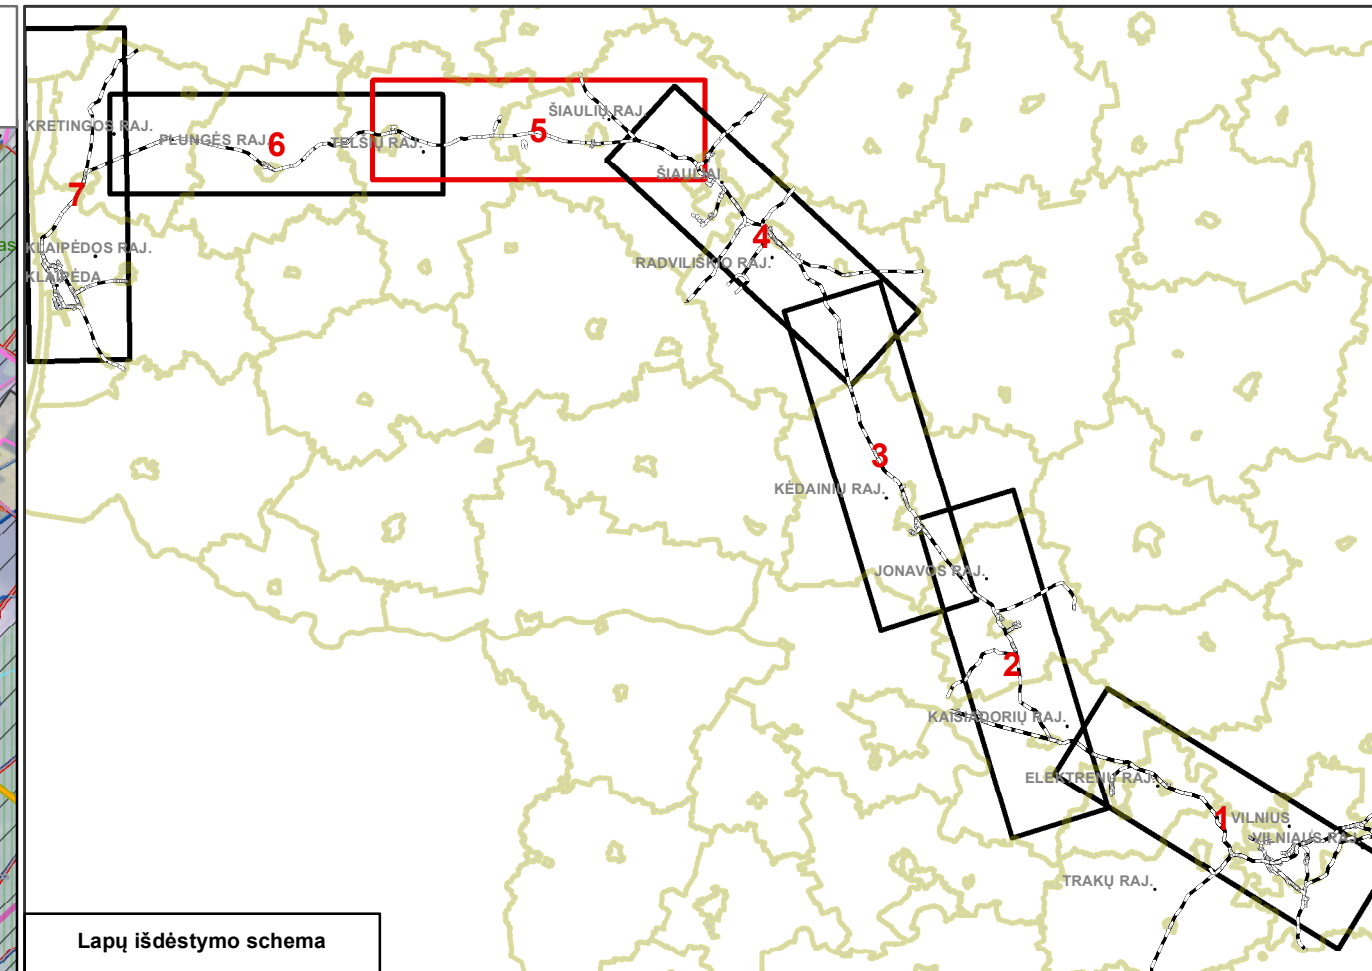 KRETINGOS RAJ.
PLUNGĖS RAJ.
6
TELŠIŲ RAJ.
5
ŠIAULIŲ RAJ.
ŠIAULIAI
7
KLAIPĖDOS RAJ.
KLAIPĖDA
as
4
RADVILIŠKIO RAJ.
3
KĖDAINIŲ RAJ.
JONAVOS RAJ.
2
KAIŠIADORIŲ RAJ.
ELEKTRĖNŲ RAJ.
1
VILNIUS
VILNIAUS RAJ.
TRAKŲ RAJ.
Lapų išdėstymo schema